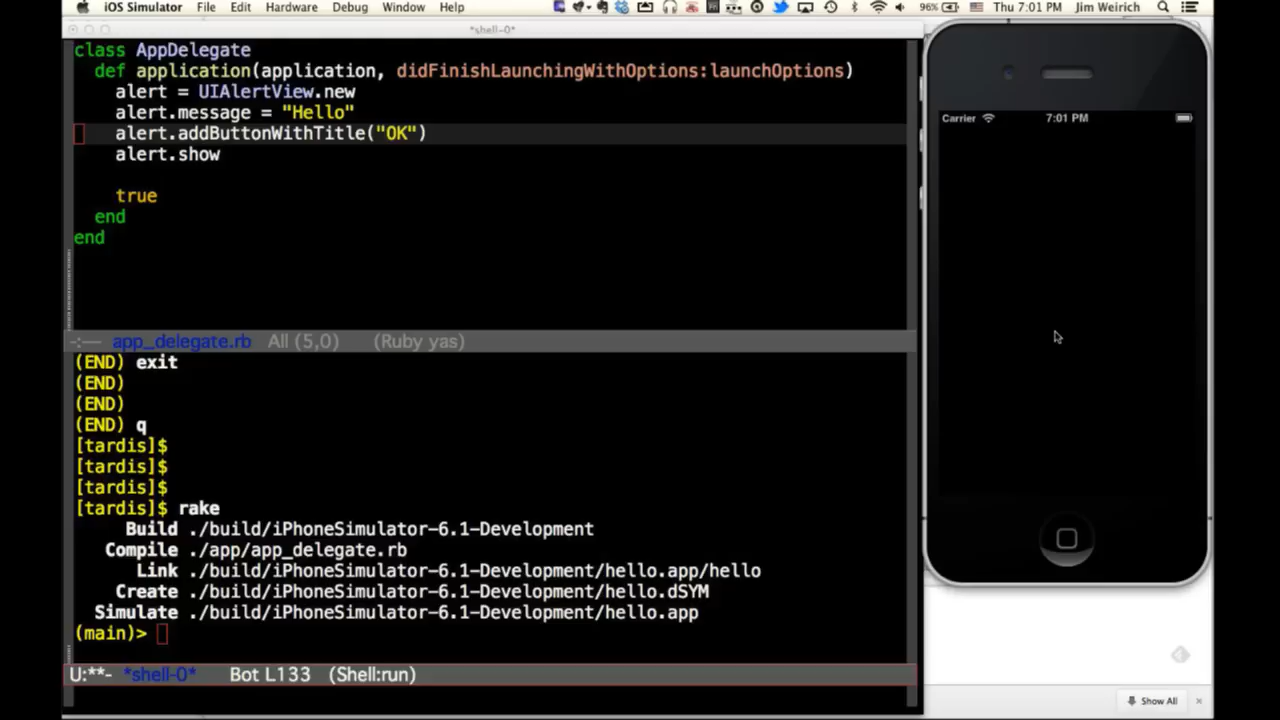 iOS Simulator File Edit Hardware Debug Window Help 96% Thu 7:01 PM Jim Weirich
*shell-0*
class AppDelegate
def application(application, didFinishLaunchingWithOptions:launchOptions)
alert = UIAlertView.new
alert.message = "Hello"
alert.addButtonWithTitle("OK")
alert.show
true
end
end
-:--- app_delegate.rb All (5,0) (Ruby yas)
(END) exit
(END)
(END)
(END) q
[tardis]$
[tardis]$
[tardis]$
[tardis]$ rake
Build ./build/iPhoneSimulator-6.1-Development
Compile ./app/app_delegate.rb
Link ./build/iPhoneSimulator-6.1-Development/hello.app/hello
Create ./build/iPhoneSimulator-6.1-Development/hello.dSYM
Simulate ./build/iPhoneSimulator-6.1-Development/hello.app
(main)>
U:**- *shell-0* Bot L133 (Shell:run)
Carrier 7:01 PM
Show All